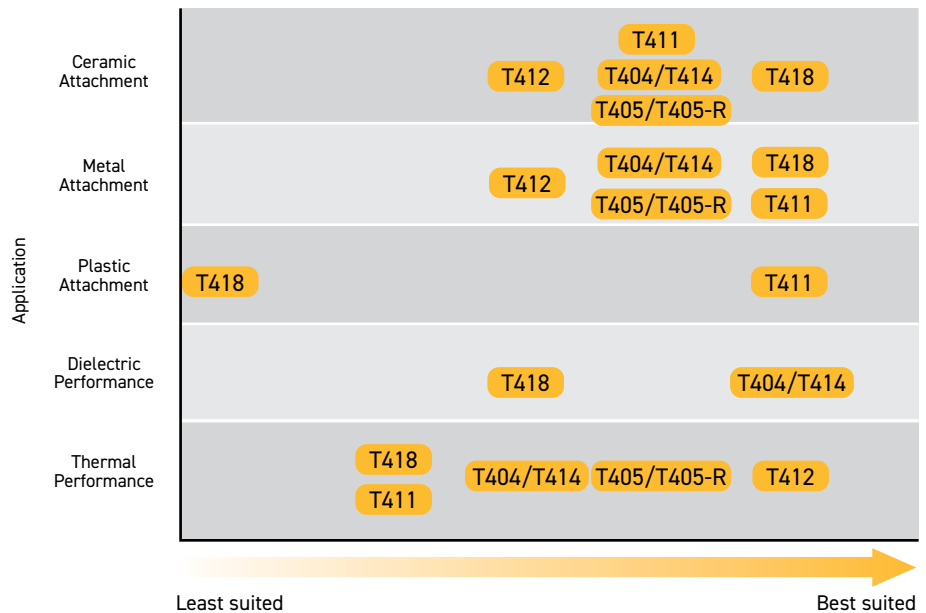 Application
Ceramic
Attachment
T411
T412
T404/T414
T418
T405/T405-R
Metal
Attachment
T412
T404/T414
T418
T405/T405-R
T411
Plastic
Attachment
T418
T411
Dielectric
Performance
T418
T404/T414
Thermal
Performance
T418
T411
T404/T414
T405/T405-R
T412
Least suited
Best suited